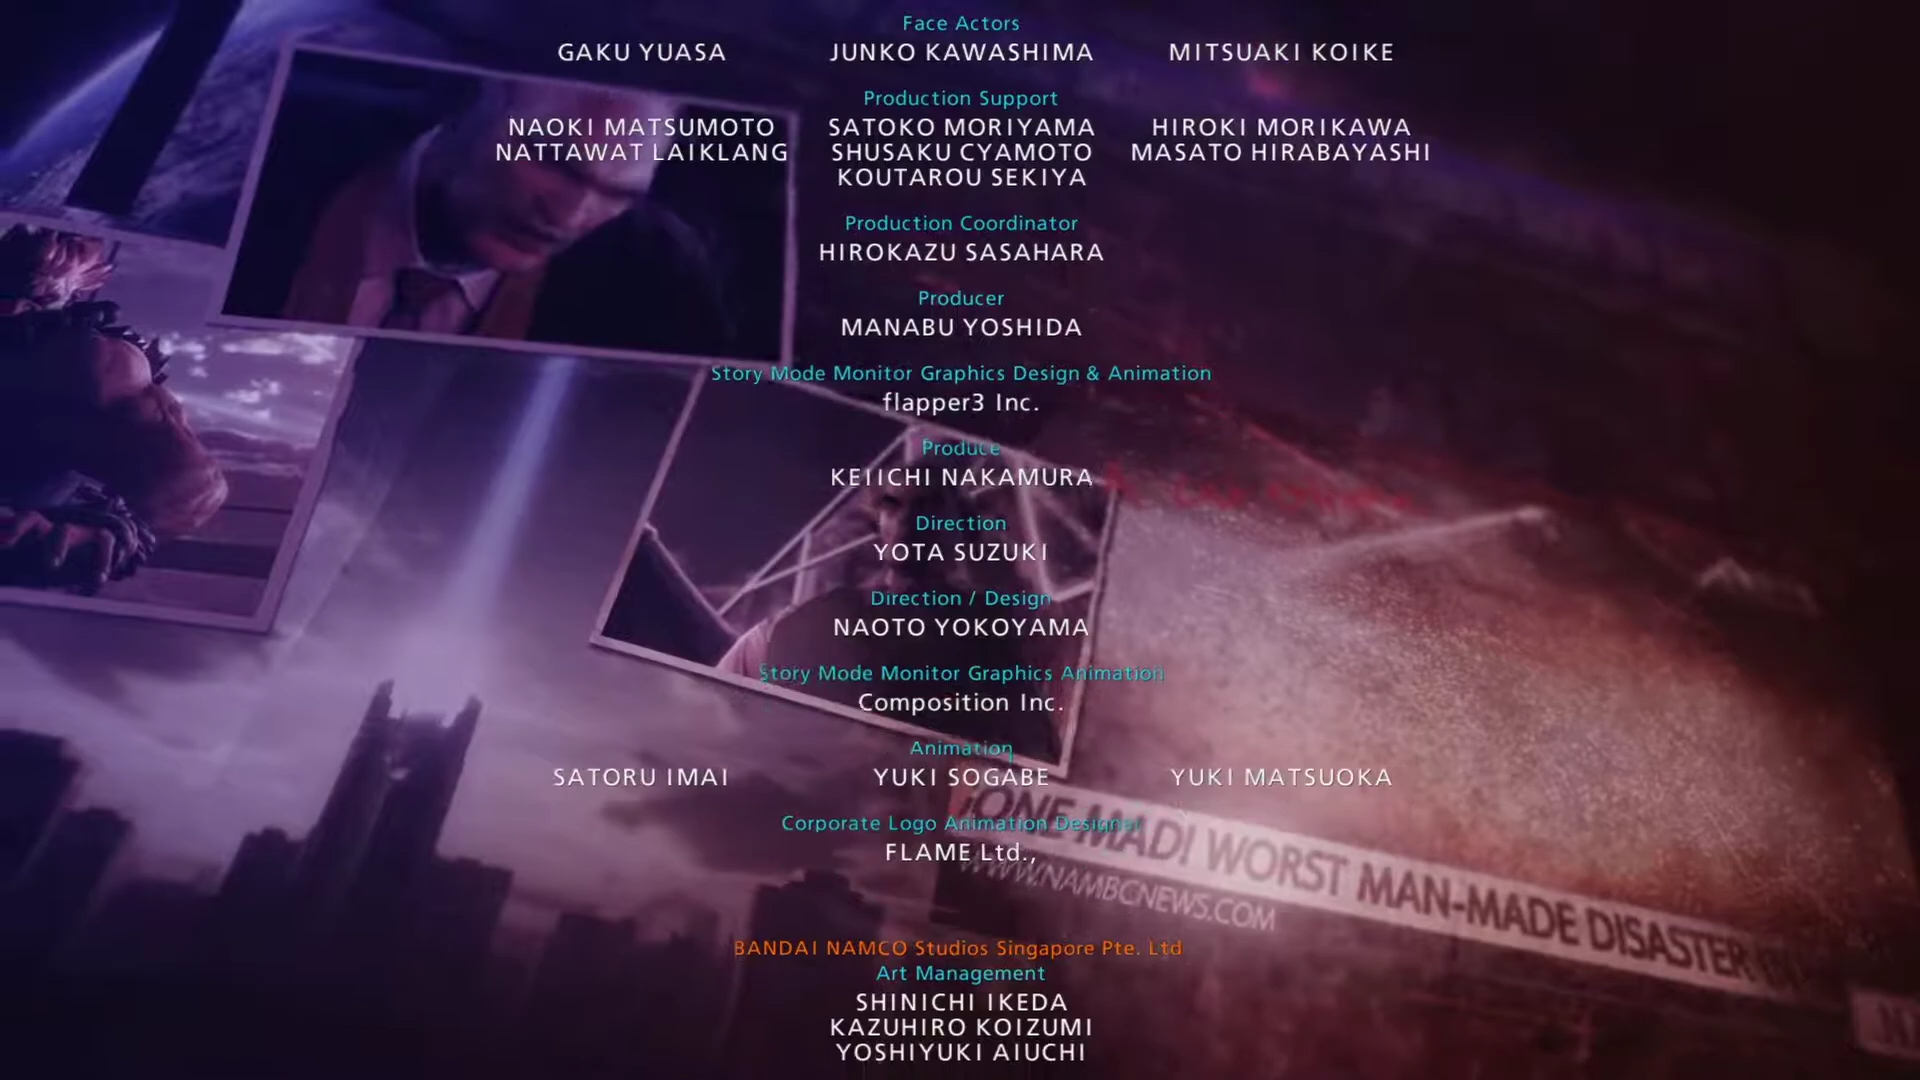 Face Actors
GAKU YUASA JUNKO KAWASHIMA MITSUAKI KOIKE
Production Support
NAOKI MATSUMOTO SATOKO MORIYAMA HIROKI MORIKAWA
NATTAWAT LAIKLANG SHUSAKU CYAMOTO MASATO HIRABAYASHI
KOUTAROU SEKIYA
Production Coordinator
HIROKAZU SASAHARA
Producer
MANABU YOSHIDA
Story Mode Monitor Graphics Design & Animation
flapper3 Inc.
Produce
KEIICHI NAKAMURA
Direction
YOTA SUZUKI
Direction / Design
NAOTO YOKOYAMA
Story Mode Monitor Graphics Animation
Composition Inc.
Animation
SATORU IMAI YUKI SOGABE YUKI MATSUOKA
Corporate Logo Animation Designer
FLAME Ltd.,
WORST MAN-MADE DISASTER
WWW.NAMBCNEWS.COM
BANDAI NAMCO Studios Singapore Pte. Ltd
Art Management
SHINICHI IKEDA
KAZUHIRO KOIZUMI
YOSHIYUKI AIUCHI